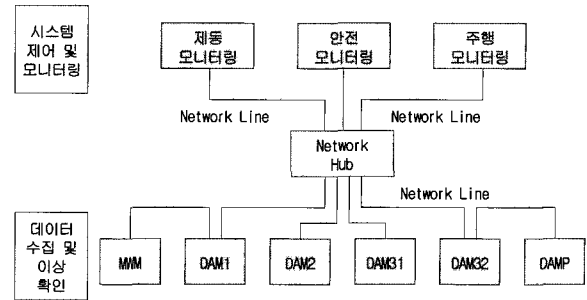 시스템
제어 및
모니터링
제동
모니터링
안전
모니터링
주행
모니터링
Network Line
Network Line
Network
Hub
Network Line
데이터
수집 및
이상
확인
MWM
DAM1
DAM2
DAM31
DAM32
DAMP